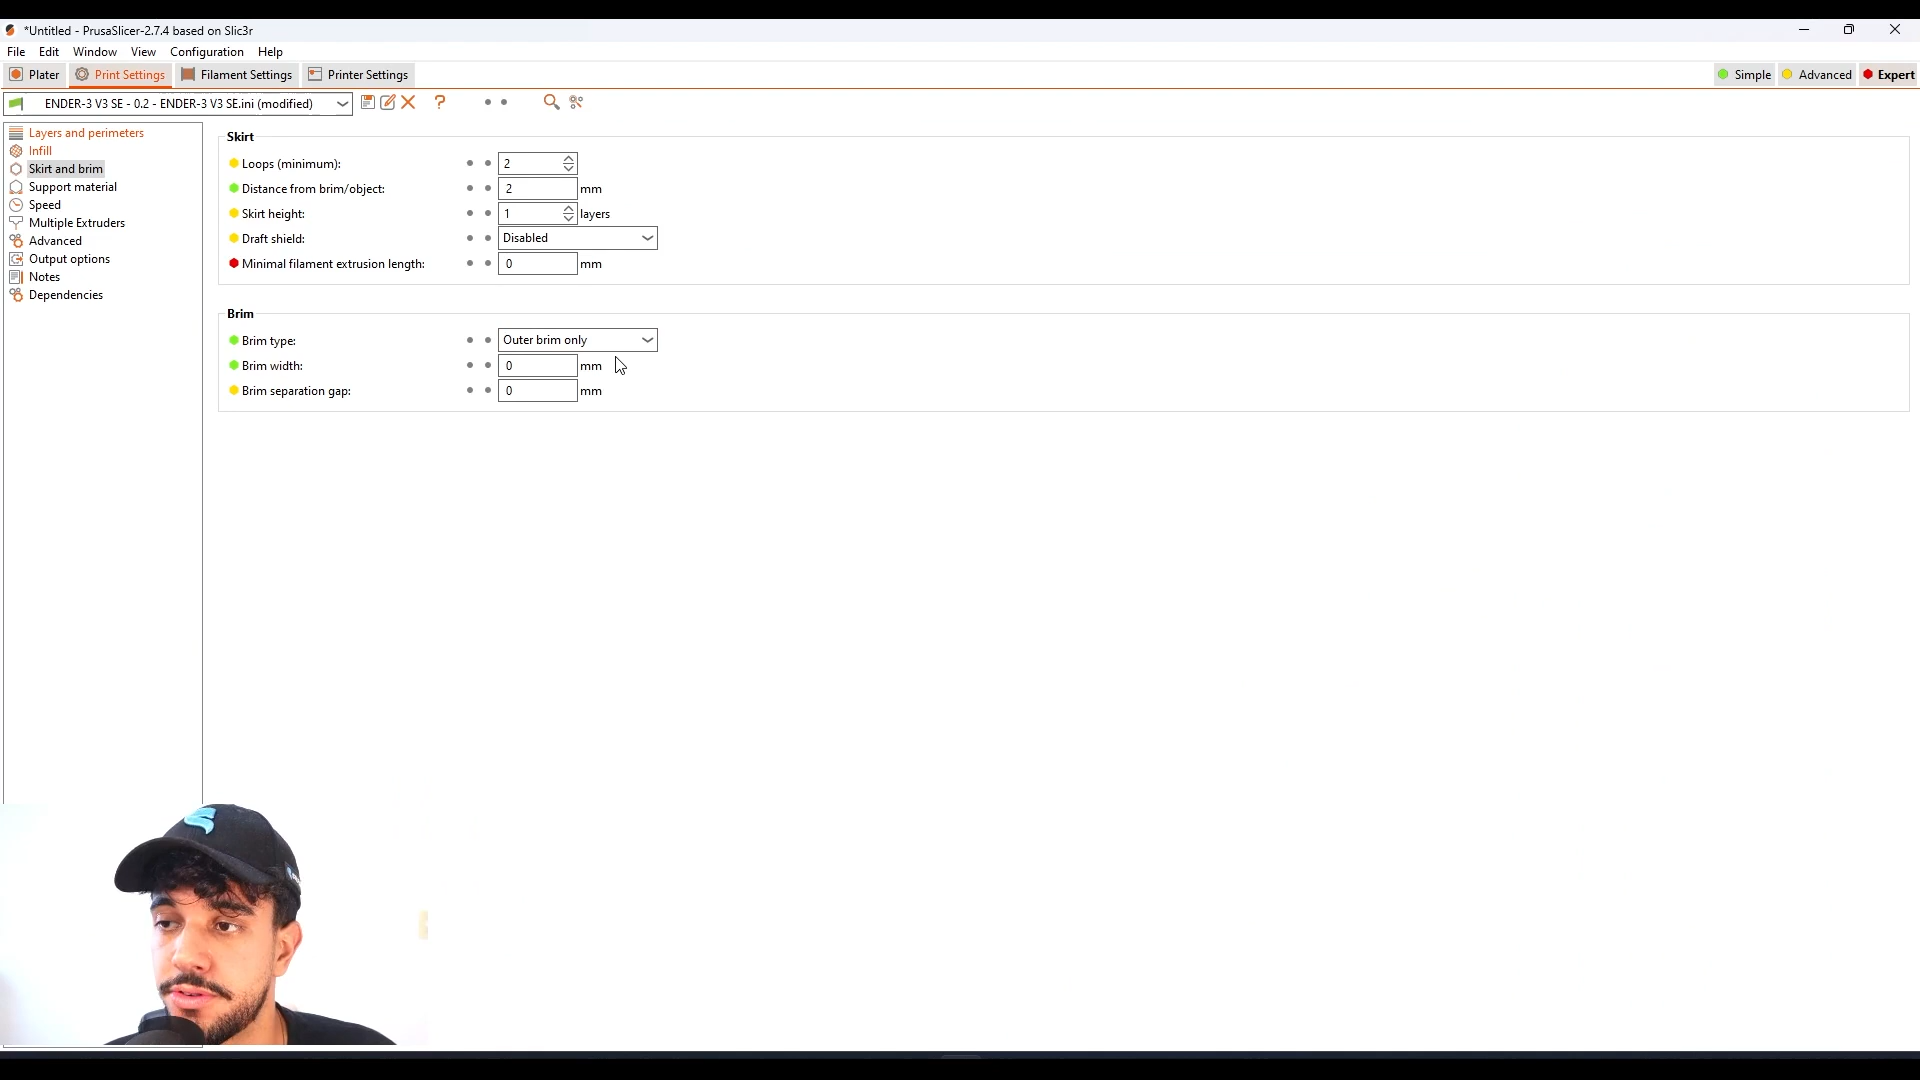 *Untitled - PrusaSlicer-2.7.4 based on Slic3r
File Edit Window View Configuration Help
Plater Print Settings Filament Settings Printer Settings Simple Advanced Expert
ENDER-3 V3 SE - 0.2 - ENDER-3 V3 SE.ini (modified)
Layers and perimeters
Infill
Skirt and brim
Support material
Speed
Multiple Extruders
Advanced
Output options
Notes
Dependencies
Skirt
Loops (minimum): 2
Distance from brim/object: 2 mm
Skirt height: 1 layers
Draft shield: Disabled
Minimal filament extrusion length: 0 mm
Brim
Brim type: Outer brim only
Brim width: 0 mm
Brim separation gap: 0 mm